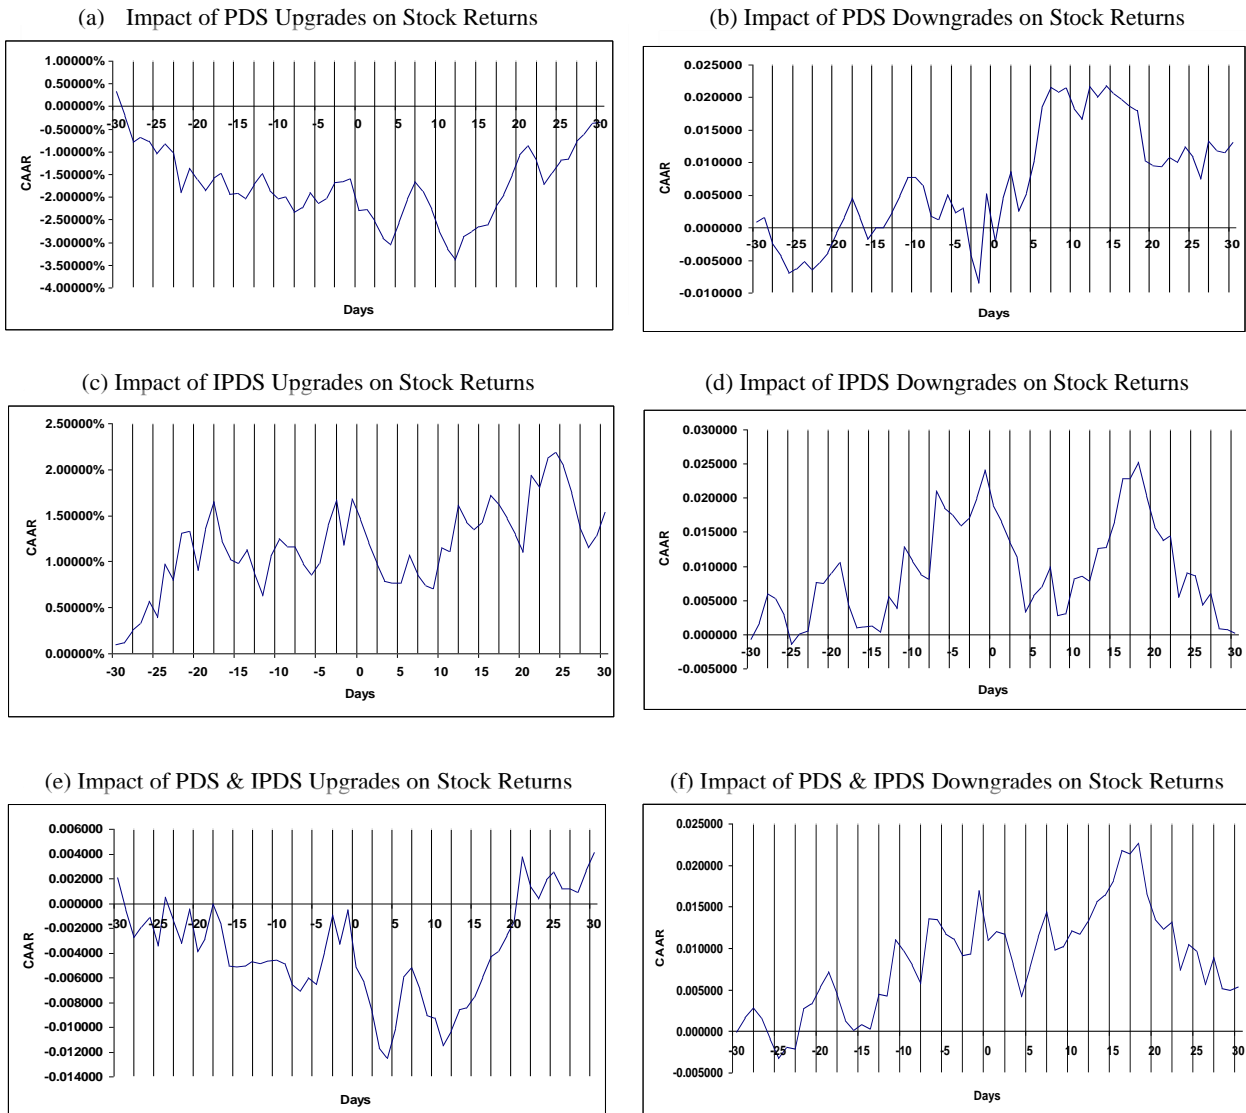 (a) Impact of PDS Upgrades on Stock Returns
1.00000%
0.50000%
0.00000%
-0.50000%
-1.00000%
-1.50000%
-2.00000%
-2.50000%
-3.00000%
-3.50000%
-4.00000%
-30 -25 -20 -15 -10 -5 0 5 10 15 20 25 30
CAAR
Days
(b) Impact of PDS Downgrades on Stock Returns
0.025000
0.020000
0.015000
0.010000
0.005000
0.000000
-0.005000
-0.010000
-30 -25 -20 -15 -10 -5 0 5 10 15 20 25 30
CAAR
Days
(c) Impact of IPDS Upgrades on Stock Returns
2.50000%
2.00000%
1.50000%
1.00000%
0.50000%
0.00000%
-30 -25 -20 -15 -10 -5 0 5 10 15 20 25 30
CAAR
Days
(d) Impact of IPDS Downgrades on Stock Returns
0.030000
0.025000
0.020000
0.015000
0.010000
0.005000
0.000000
-0.005000
-30 -25 -20 -15 -10 -5 0 5 10 15 20 25 30
CAAR
Days
(e) Impact of PDS & IPDS Upgrades on Stock Returns
0.006000
0.004000
0.002000
0.000000
-0.002000
-0.004000
-0.006000
-0.008000
-0.010000
-0.012000
-0.014000
-30 -25 -20 -15 -10 -5 0 5 10 15 20 25 30
CAAR
Days
(f) Impact of PDS & IPDS Downgrades on Stock Returns
0.025000
0.020000
0.015000
0.010000
0.005000
0.000000
-0.005000
-30 -25 -20 -15 -10 -5 0 5 10 15 20 25 30
CAAR
Days